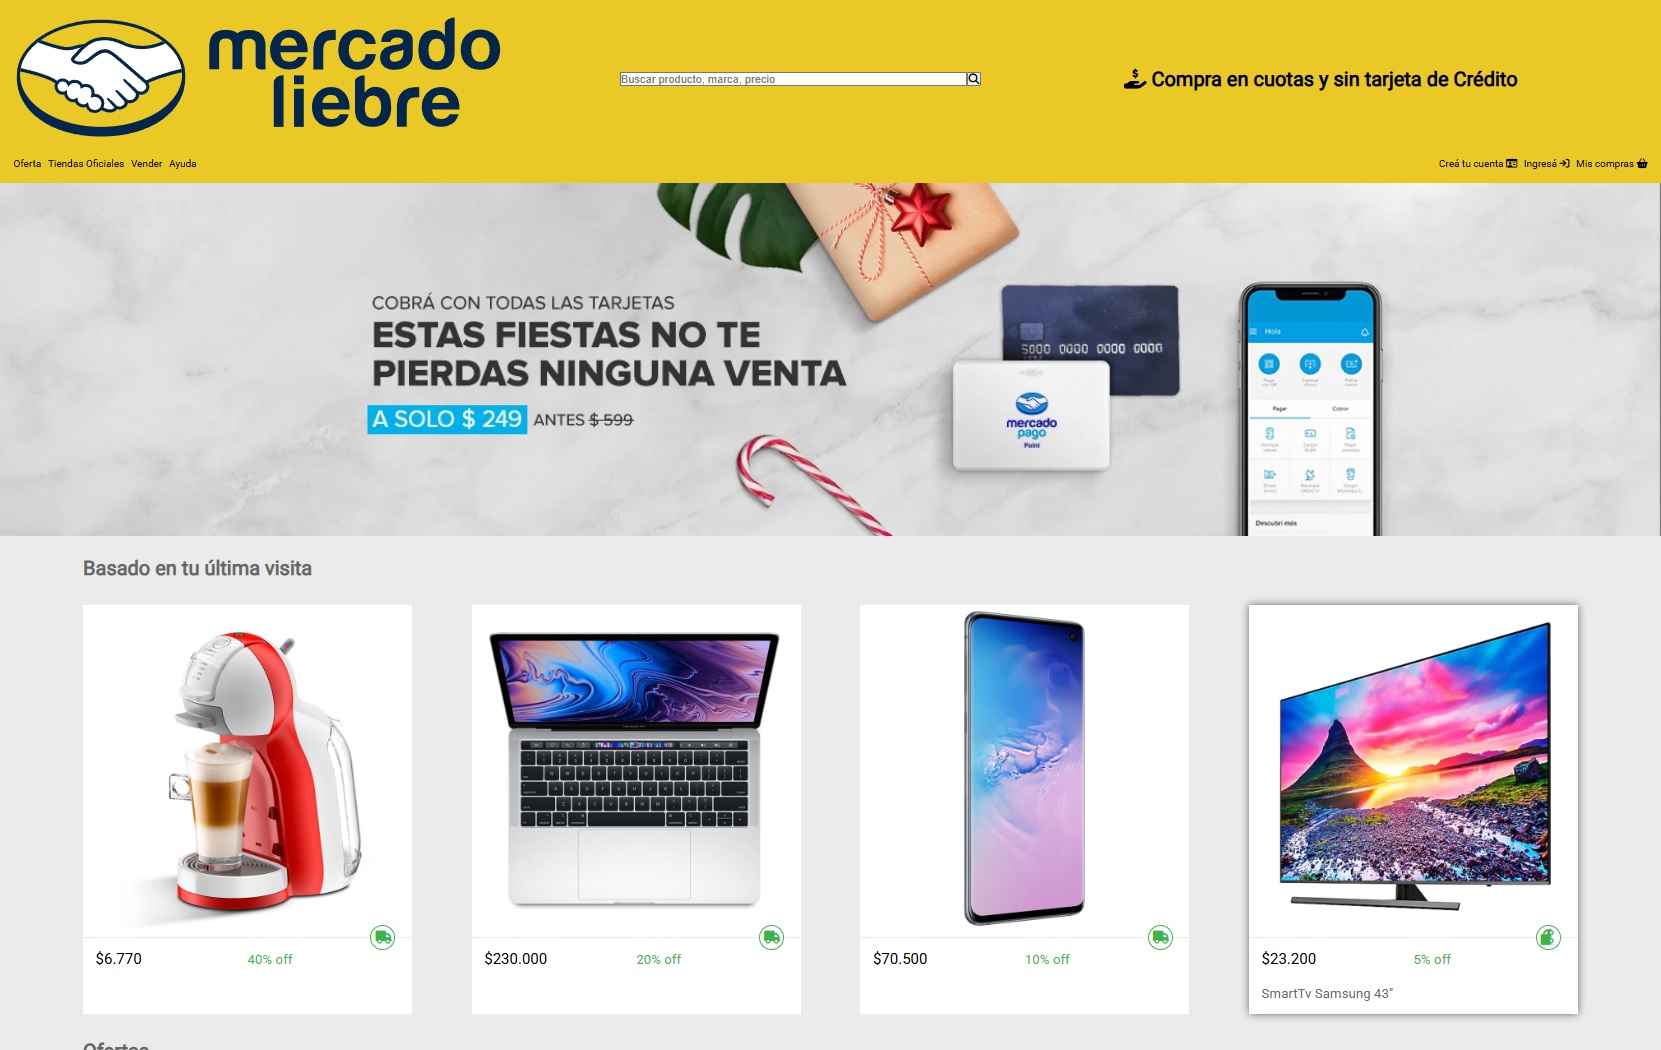 mercado
liebre
Buscar producto, marca, precio
Compra en cuotas y sin tarjeta de Crédito
Oferta Tiendas Oficiales Vender Ayuda
Creá tu cuenta Ingresá Mis compras
COBRÁ CON TODAS LAS TARJETAS
ESTAS FIESTAS NO TE
PIERDAS NINGUNA VENTA
A SOLO $ 249 ANTES $ 599
5000 0000 0000 0000
mercado
pago
Point
Hola
Pagar Cobrar
Descubrí más
Basado en tu última visita
$6.770 40% off
$230.000 20% off
$70.500 10% off
$23.200 5% off
SmartTv Samsung 43"
Ofertas